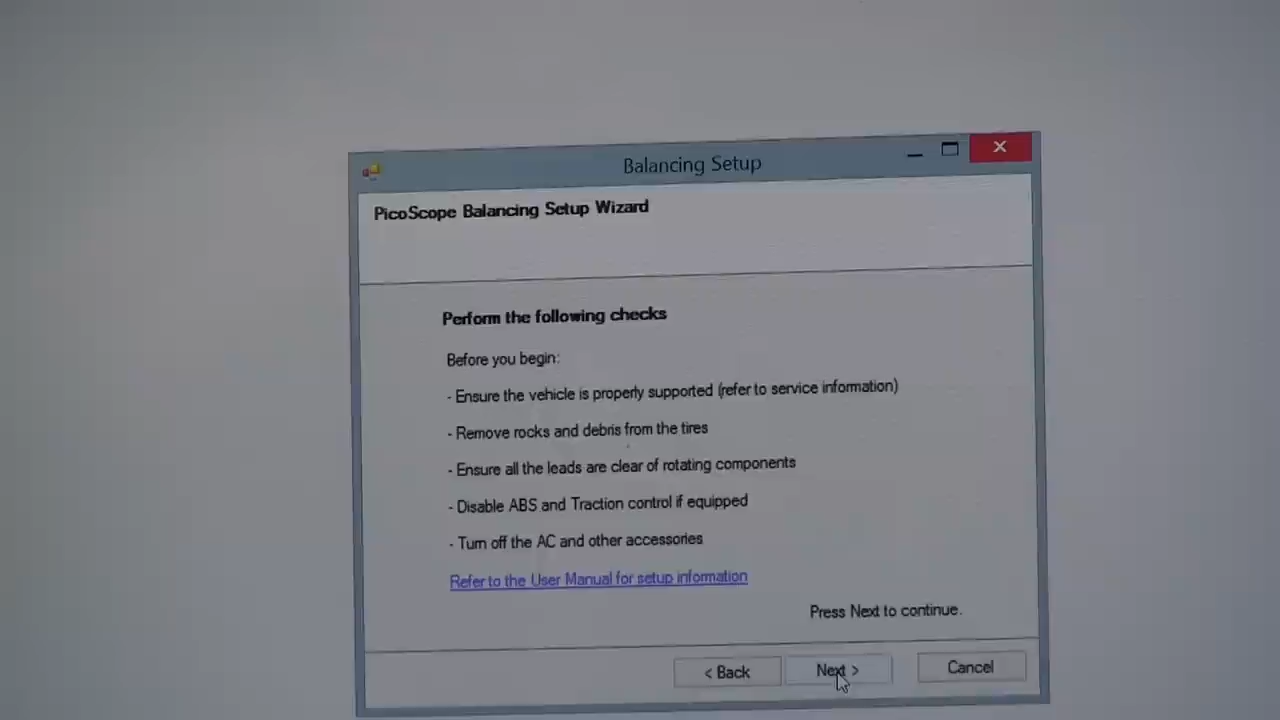 Balancing Setup
PicoScope Balancing Setup Wizard
Perform the following checks
Before you begin:
- Ensure the vehicle is properly supported (refer to service information)
- Remove rocks and debris from the tires
- Ensure all the leads are clear of rotating components
- Disable ABS and Traction control if equipped
- Turn off the AC and other accessories
Refer to the User Manual for setup information
Press Next to continue.
< Back Next > Cancel